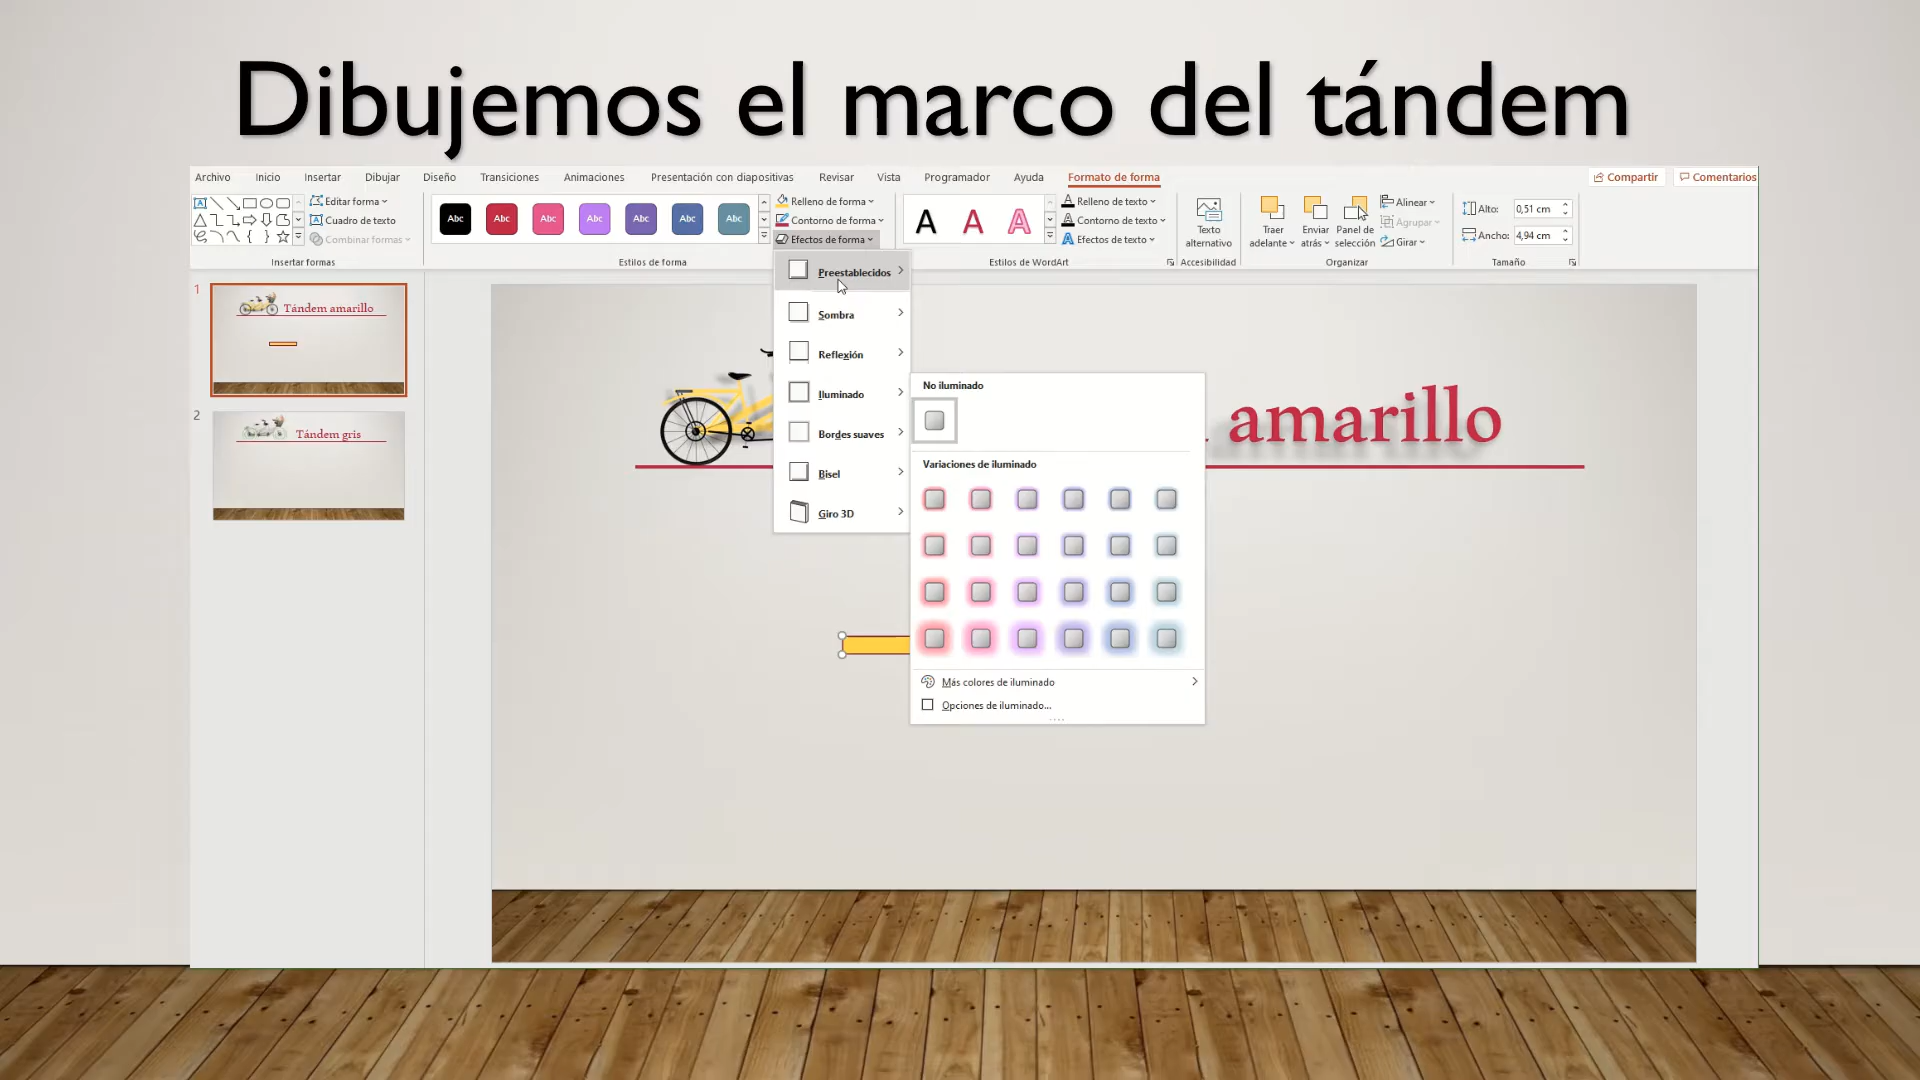 Dibujemos el marco del tándem
Archivo Inicio Insertar Dibujar Diseño Transiciones Animaciones Presentación con diapositivas Revisar Vista Programador Ayuda Formato de forma Compartir Comentarios
Editar forma
Cuadro de texto
Combinar formas
Insertar formas
Abc Abc Abc Abc Abc Abc Abc
Estilos de forma
Relleno de forma
Contorno de forma
Efectos de forma
A A A
Estilos de WordArt
Relleno de texto
Contorno de texto
Efectos de texto
Texto
alternativo
Accesibilidad
Traer
adelante
Enviar
atrás
Panel de
selección
Alinear
Agrupar
Girar
Organizar
Alto: 0,51 cm
Ancho: 4,94 cm
Tamaño
1
Tándem amarillo
2
Tándem gris
Preestablecidos
Sombra
Reflexión
Iluminado
Bordes suaves
Bisel
Giro 3D
amarillo
No iluminado
Variaciones de iluminado
Más colores de iluminado
Opciones de iluminado...